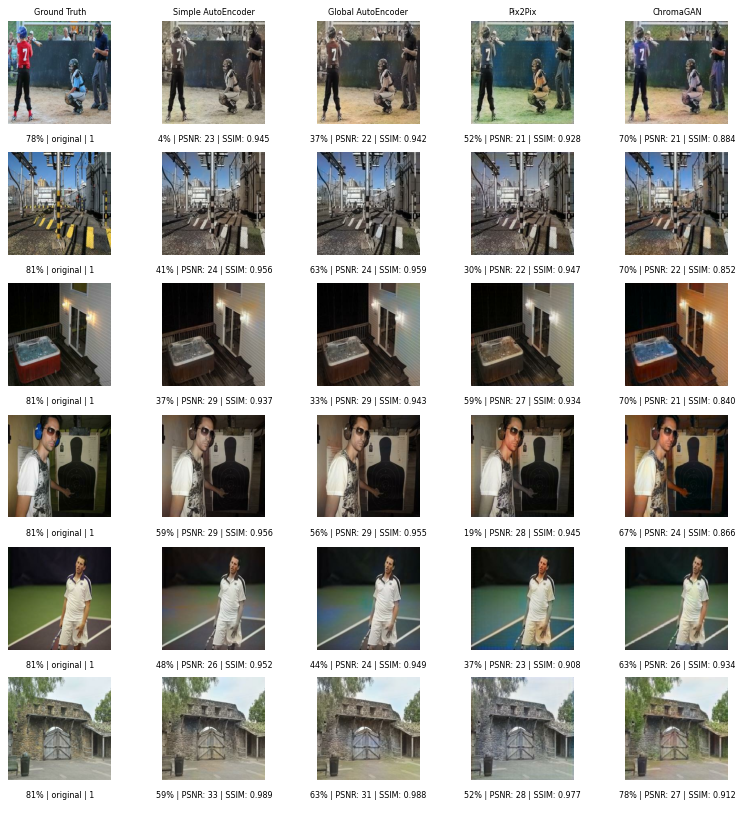 Ground Truth Simple AutoEncoder Global AutoEncoder Pix2Pix ChromaGAN
7 7 7 7 7
78% | original | 1 4% | PSNR: 23 | SSIM: 0.945 37% | PSNR: 22 | SSIM: 0.942 52% | PSNR: 21 | SSIM: 0.928 70% | PSNR: 21 | SSIM: 0.884
81% | original | 1 41% | PSNR: 24 | SSIM: 0.956 63% | PSNR: 24 | SSIM: 0.959 30% | PSNR: 22 | SSIM: 0.947 70% | PSNR: 22 | SSIM: 0.852
81% | original | 1 37% | PSNR: 29 | SSIM: 0.937 33% | PSNR: 29 | SSIM: 0.943 59% | PSNR: 27 | SSIM: 0.934 70% | PSNR: 21 | SSIM: 0.840
81% | original | 1 59% | PSNR: 29 | SSIM: 0.956 56% | PSNR: 29 | SSIM: 0.955 19% | PSNR: 28 | SSIM: 0.945 67% | PSNR: 24 | SSIM: 0.866
81% | original | 1 48% | PSNR: 26 | SSIM: 0.952 44% | PSNR: 24 | SSIM: 0.949 37% | PSNR: 23 | SSIM: 0.908 63% | PSNR: 26 | SSIM: 0.934
81% | original | 1 59% | PSNR: 33 | SSIM: 0.989 63% | PSNR: 31 | SSIM: 0.988 52% | PSNR: 28 | SSIM: 0.977 78% | PSNR: 27 | SSIM: 0.912